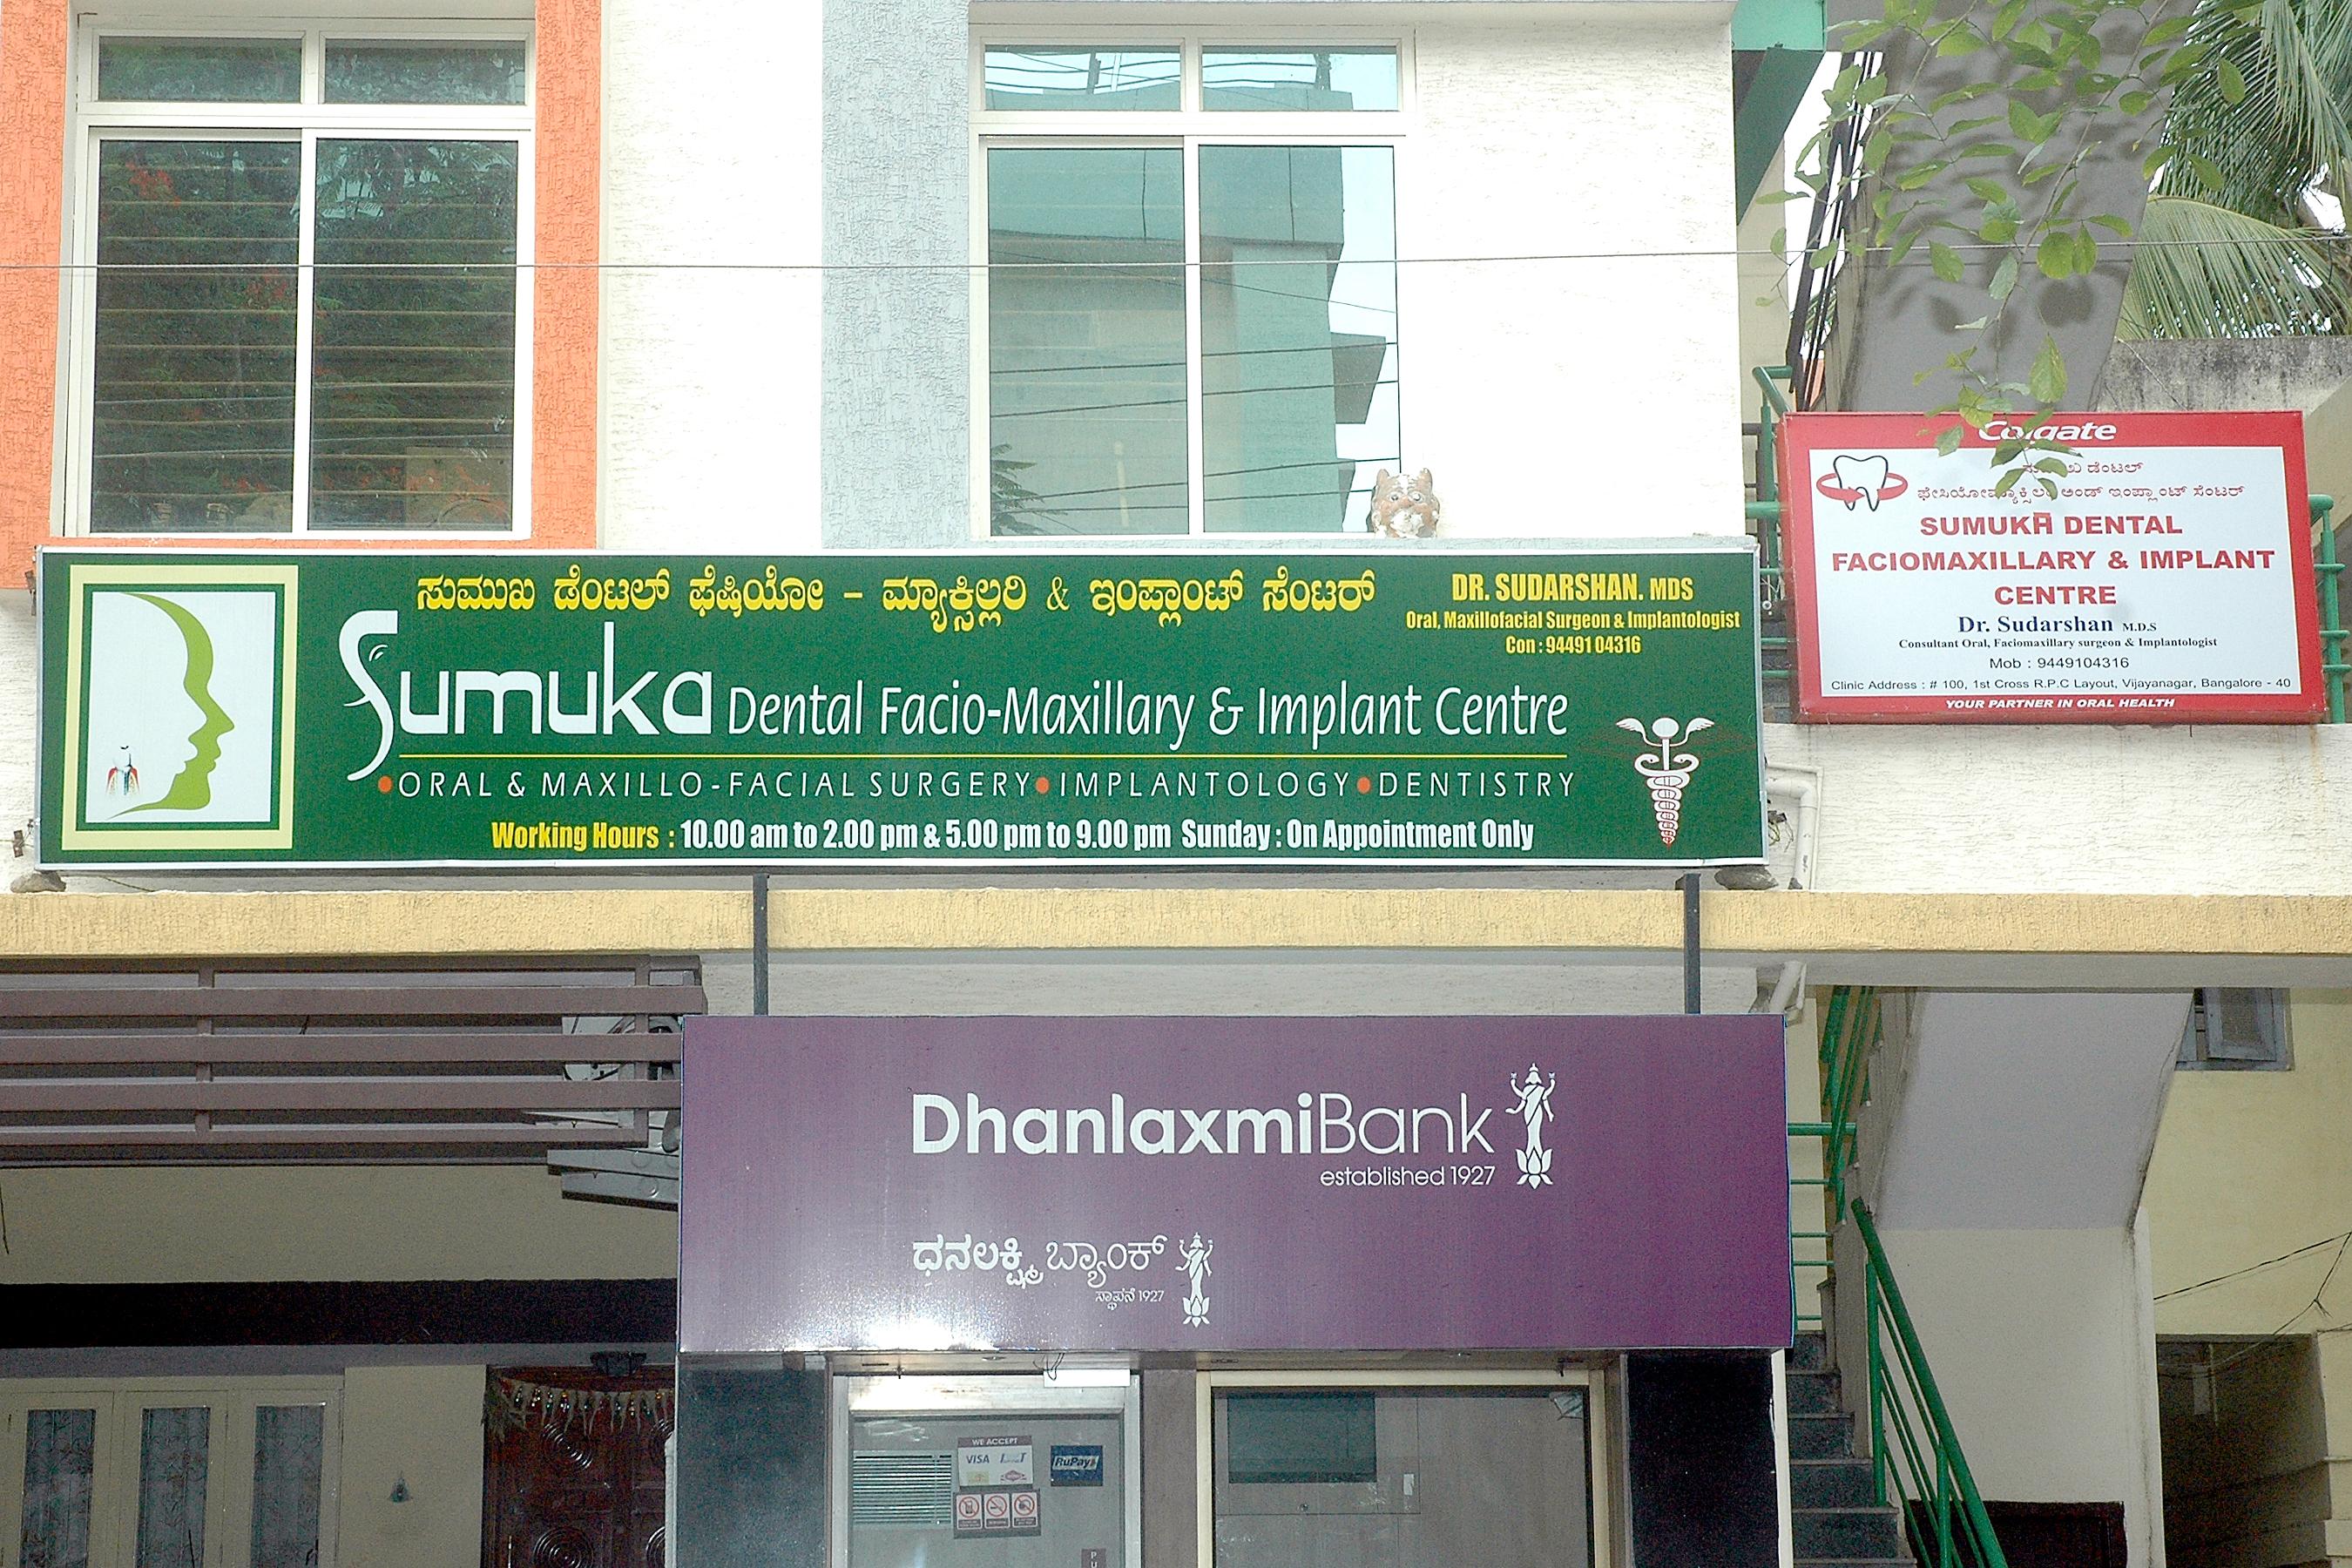 ಸುಮುಖ ಡೆಂಟಲ್ ಫೆಷಿಯೋ - ಮ್ಯಾಕ್ಸಿಲ್ಲರಿ & ಇಂಪ್ಲಾಂಟ್ ಸೆಂಟರ್
DR. SUDARSHAN. MDS
Oral, Maxillofacial Surgeon & Implantologist
Con : 94491 04316
Sumuka Dental Facio-Maxillary & Implant Centre
•ORAL & MAXILLO-FACIAL SURGERY•IMPLANTOLOGY•DENTISTRY
Working Hours : 10.00 am to 2.00 pm & 5.00 pm to 9.00 pm Sunday : On Appointment Only
Colgate
ಡೆಂಟಲ್
ಅಂಡ್ ಇಂಪ್ಲಾಂಟ್ ಸೆಂಟರ್
SUMUKH DENTAL
FACIOMAXILLARY & IMPLANT
CENTRE
Dr. Sudarshan M.D.S
Consultant Oral, Faciomaxillary surgeon & Implantologist
Mob : 9449104316
Clinic Address : # 100, 1st Cross R.P.C Layout, Vijayanagar, Bangalore - 40
YOUR PARTNER IN ORAL HEALTH
DhanlaxmiBank
established 1927
ಧನಲಕ್ಷ್ಮಿ ಬ್ಯಾಂಕ್
ಸ್ಥಾಪನೆ 1927
WE ACCEPT
VISA
RuPay